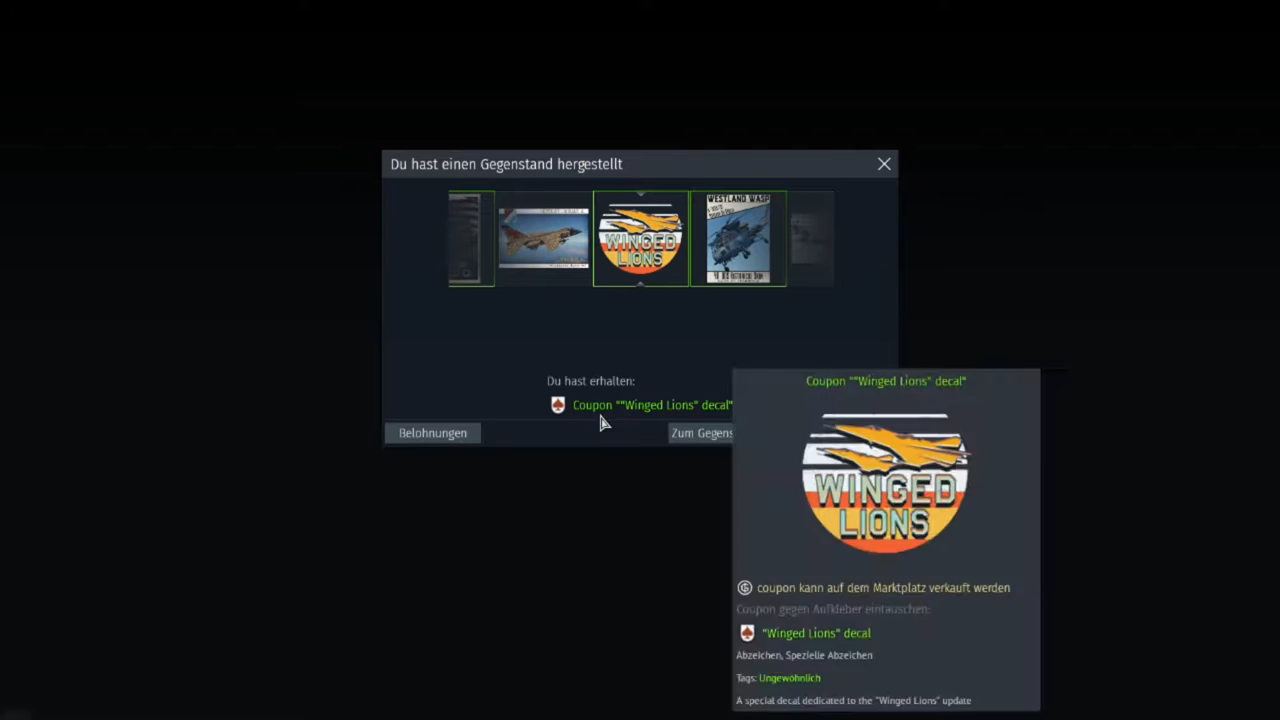 Du hast einen Gegenstand hergestellt
WESTLAND WASP
WINGED
LIONS
Du hast erhalten:
Coupon ""Winged Lions" decal"
Belohnungen
Zum Gegens
Coupon ""Winged Lions" decal"
WINGED
LIONS
coupon kann auf dem Marktplatz verkauft werden
Coupon gegen Aufkleber eintauschen:
"Winged Lions" decal
Abzeichen, Spezielle Abzeichen
Tags: Ungewöhnlich
A special decal dedicated to the "Winged Lions" update